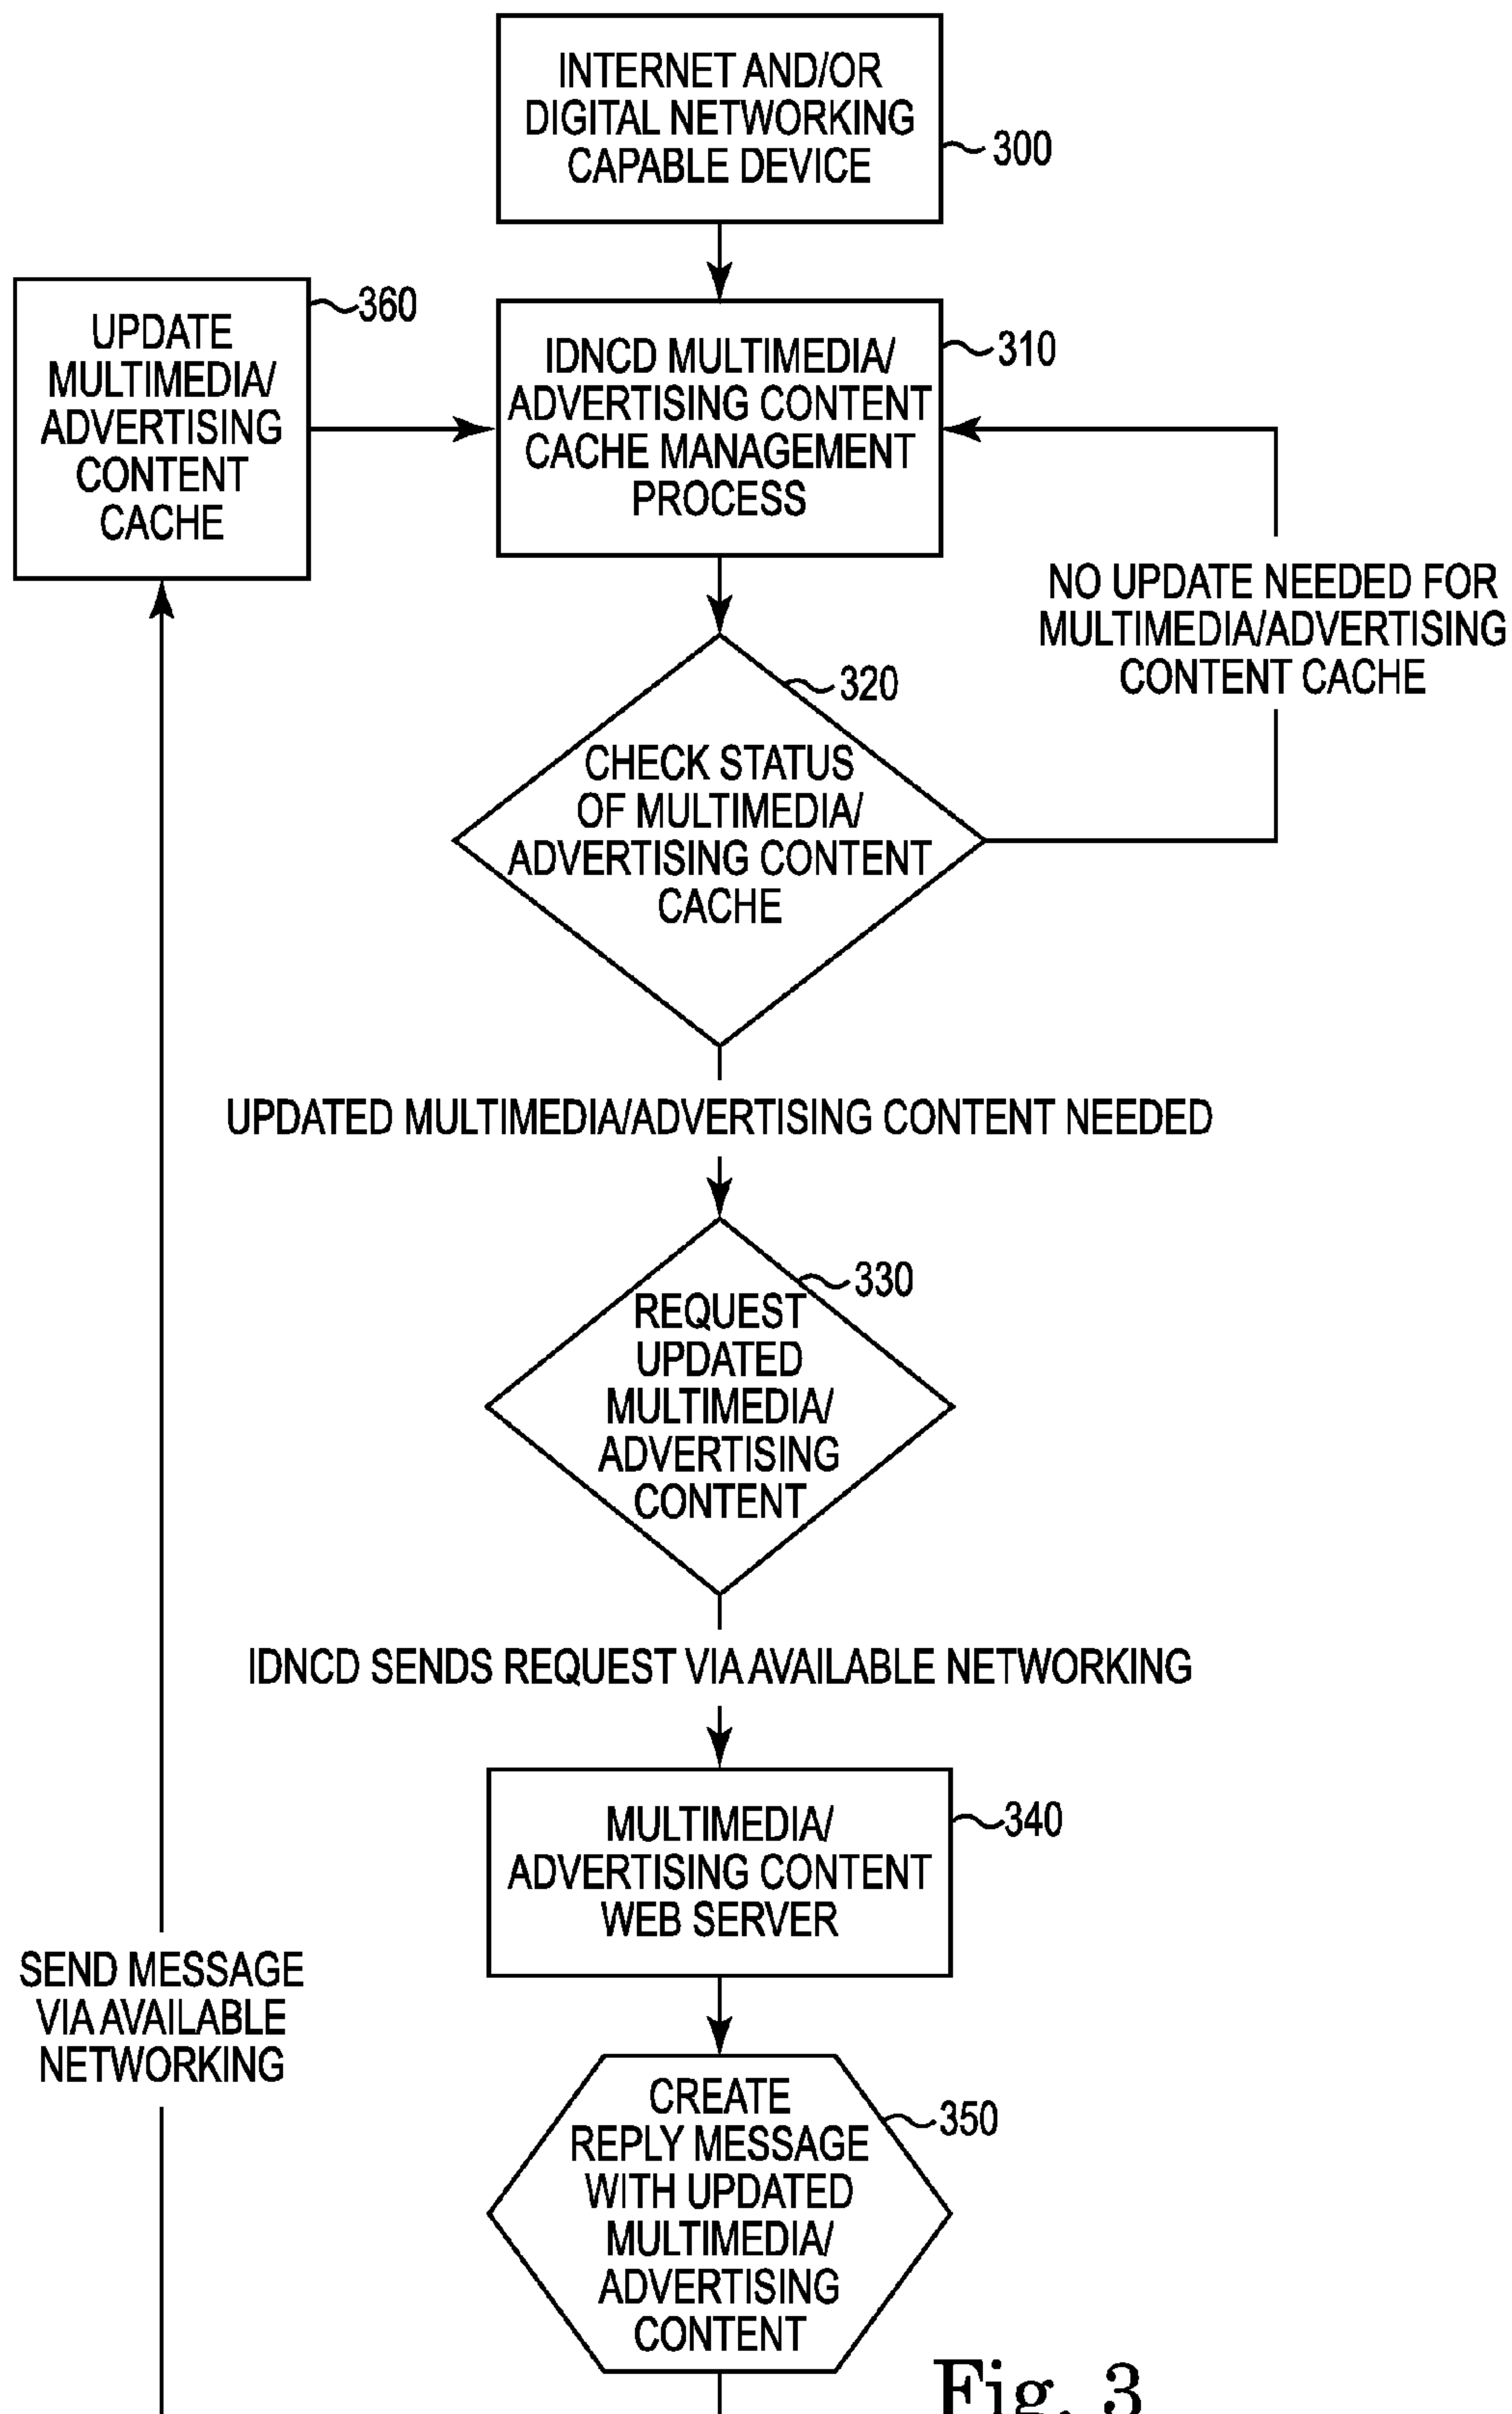 INTERNET AND/OR
DIGITAL NETWORKING
CAPABLE DEVICE
300
UPDATE
MULTIMEDIA/
ADVERTISING
CONTENT
CACHE
360
IDNCD MULTIMEDIA/
ADVERTISING CONTENT
CACHE MANAGEMENT
PROCESS
310
NO UPDATE NEEDED FOR
MULTIMEDIA/ADVERTISING
CONTENT CACHE
320
CHECK STATUS
OF MULTIMEDIA/
ADVERTISING CONTENT
CACHE
UPDATED MULTIMEDIA/ADVERTISING CONTENT NEEDED
330
REQUEST
UPDATED
MULTIMEDIA/
ADVERTISING
CONTENT
IDNCD SENDS REQUEST VIA AVAILABLE NETWORKING
MULTIMEDIA/
ADVERTISING CONTENT
WEB SERVER
340
SEND MESSAGE
VIA AVAILABLE
NETWORKING
CREATE
REPLY MESSAGE
WITH UPDATED
MULTIMEDIA/
ADVERTISING
CONTENT
350
Fig. 3